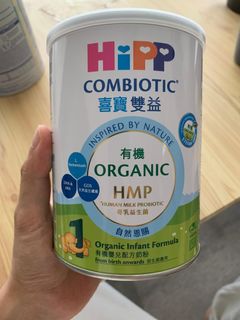 HiPP
COMBIOTIC®
喜寶雙益
INSPIRED BY NATURE
有機
ORGANIC
HMP
HUMAN MILK PROBIOTIC
母乳益生菌
自然恩賜
1
Organic Infant Formula
有機嬰兒配方奶粉
from birth onwards